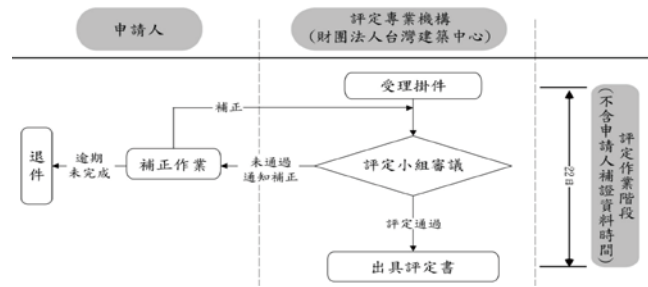 申請人
評定專業機構
(財團法人台灣建築中心)
受理掛件
補正
退件
逾期
未完成
補正作業
未通過
通知補正
評定小組審議
評定通過
出具評定書
22日
評定作業階段
(不含申請人補證資料時間)